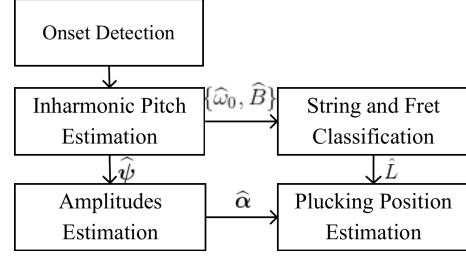 Onset Detection
Inharmonic Pitch
Estimation
{ω̂₀, B̂}
String and Fret
Classification
ψ̂
L̂
Amplitudes
Estimation
α̂
Plucking Position
Estimation